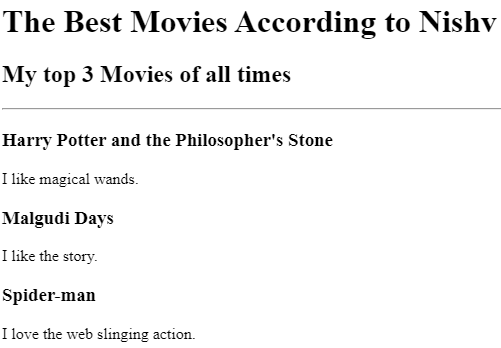 The Best Movies According to Nishv
My top 3 Movies of all times
Harry Potter and the Philosopher's Stone
I like magical wands.
Malgudi Days
I like the story.
Spider-man
I love the web slinging action.